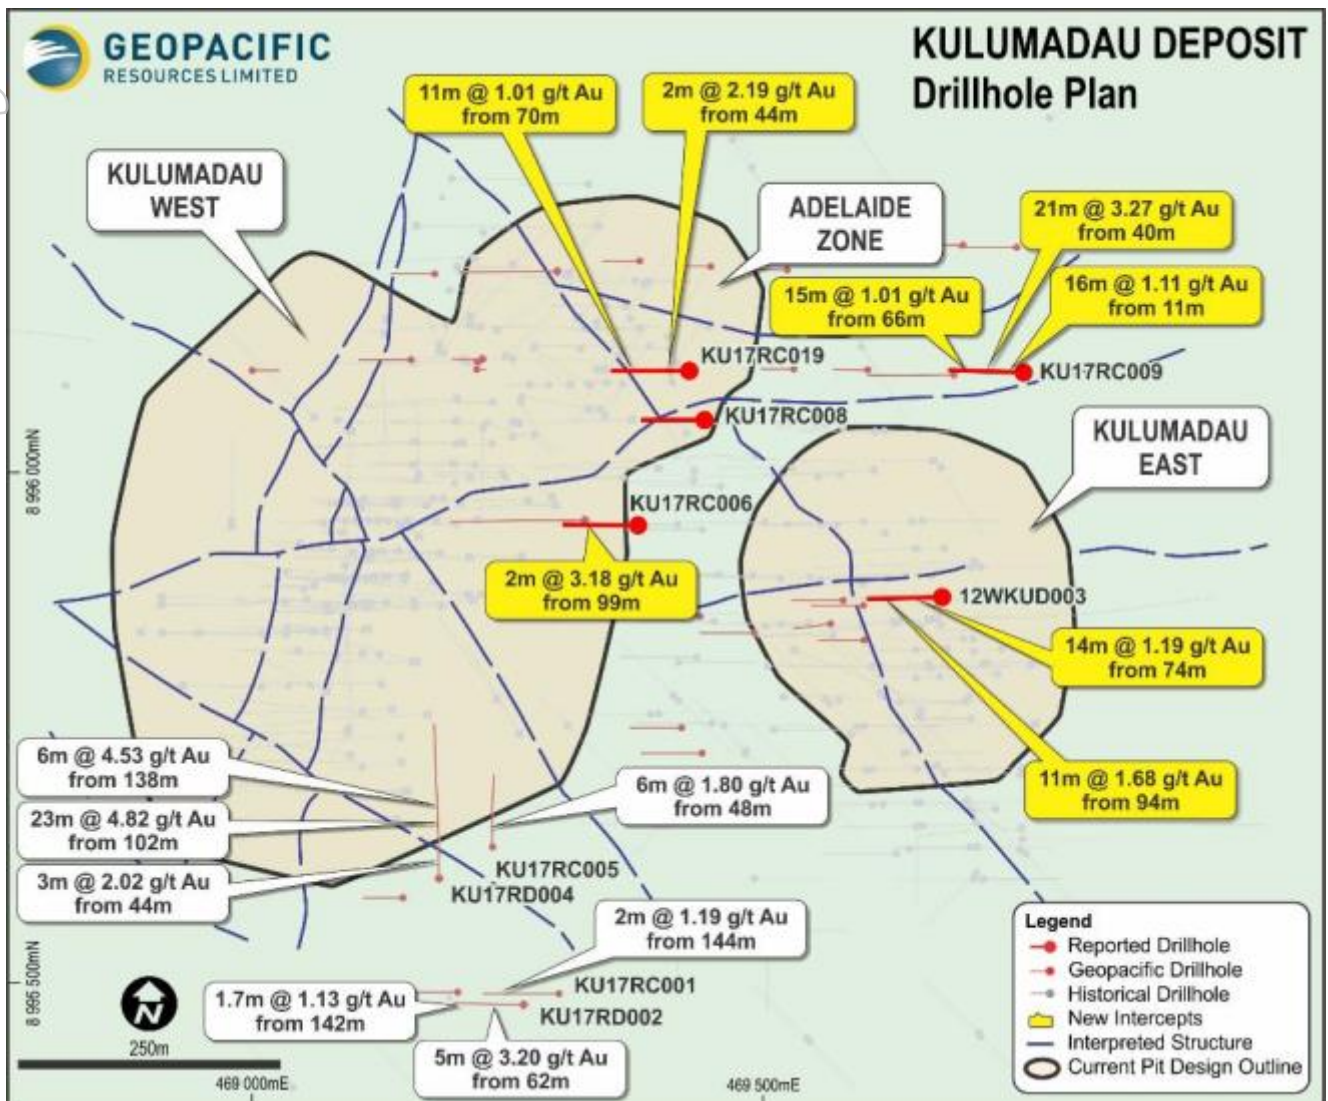 GEOPACIFIC
RESOURCES LIMITED
KULUMADAU DEPOSIT
Drillhole Plan
11m @ 1.01 g/t Au
from 70m
2m @ 2.19 g/t Au
from 44m
KULUMADAU
WEST
ADELAIDE
ZONE
21m @ 3.27 g/t Au
from 40m
15m @ 1.01 g/t Au
from 66m
16m @ 1.11 g/t Au
from 11m
KU17RC019
KU17RC009
KU17RC008
KULUMADAU
EAST
8 996 000mN
KU17RC006
2m @ 3.18 g/t Au
from 99m
12WKUD003
14m @ 1.19 g/t Au
from 74m
11m @ 1.68 g/t Au
from 94m
6m @ 4.53 g/t Au
from 138m
23m @ 4.82 g/t Au
from 102m
3m @ 2.02 g/t Au
from 44m
6m @ 1.80 g/t Au
from 48m
KU17RC005
KU17RD004
2m @ 1.19 g/t Au
from 144m
KU17RC001
KU17RD002
1.7m @ 1.13 g/t Au
from 142m
5m @ 3.20 g/t Au
from 62m
8 995 500mN
N
250m
469 000mE
469 500mE
Legend
Reported Drillhole
Geopacific Drillhole
Historical Drillhole
New Intercepts
Interpreted Structure
Current Pit Design Outline